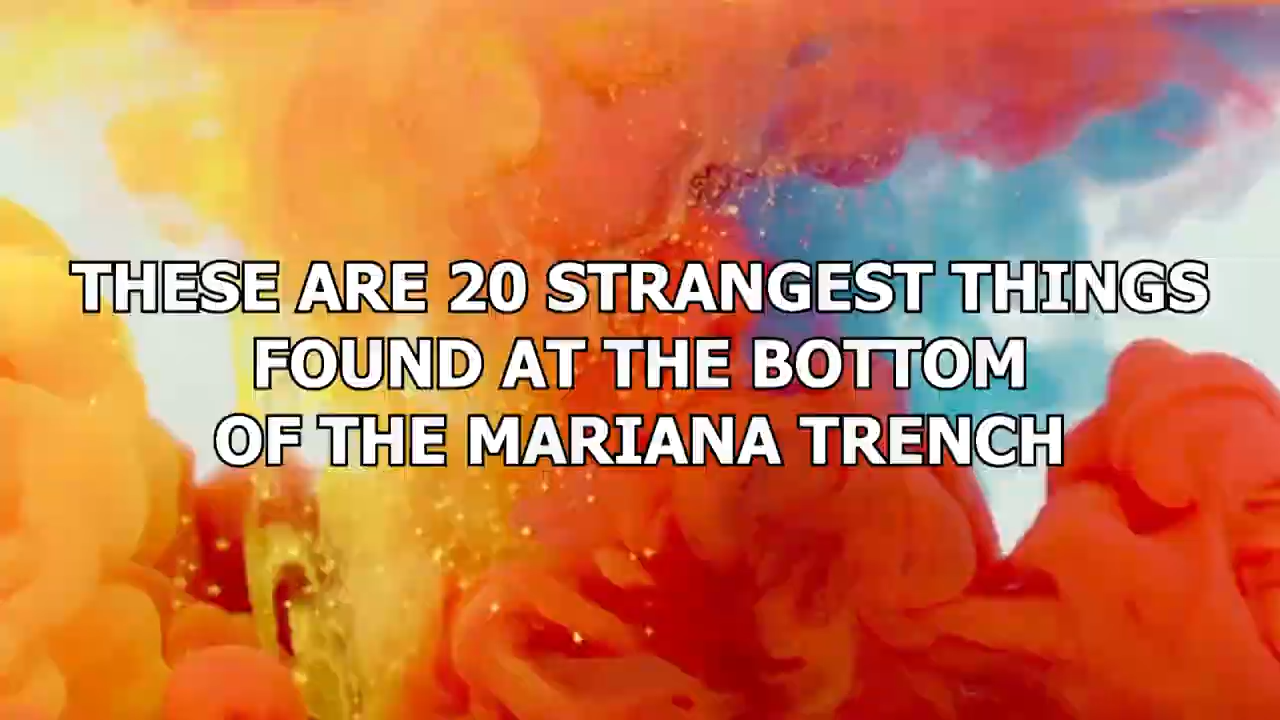 THESE ARE 20 STRANGEST THINGS
FOUND AT THE BOTTOM
OF THE MARIANA TRENCH